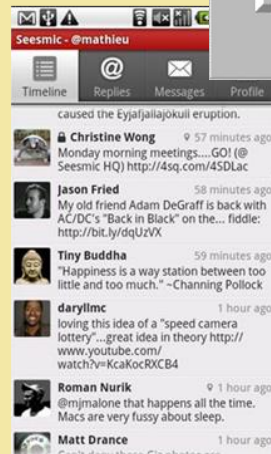 Seesmic - @mathieu
Timeline
Replies
Messages
Profile
caused the Eyjafjallajökull eruption.
Christine Wong 57 minutes ago
Monday morning meetings....GO! (@
Seesmic HQ) http://4sq.com/4SDLac
Jason Fried 58 minutes ago
My old friend Adam DeGraff is back with
AC/DC's "Back in Black" on the... fiddle:
http://bit.ly/dqUzVX
Tiny Buddha 59 minutes ago
"Happiness is a way station between too
little and too much." ~Channing Pollock
daryllmc 1 hour ago
loving this idea of a "speed camera
lottery"...great idea in theory http://
www.youtube.com/
watch?v=KcaKocRXCB4
Roman Nurik 1 hour ago
@mjmalone that happens all the time.
Macs are very fussy about sleep.
Matt Drance 1 hour ago